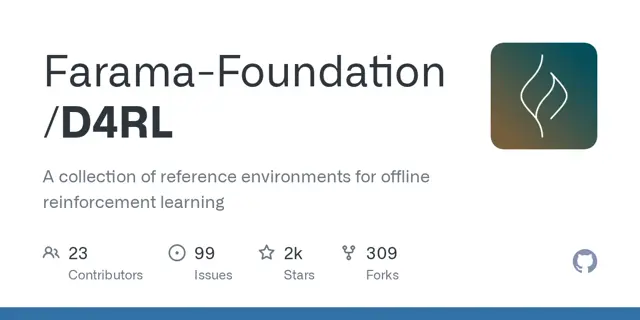 Farama-Foundation
/D4RL
A collection of reference environments for offline
reinforcement learning
23 99 2k 309
Contributors Issues Stars Forks